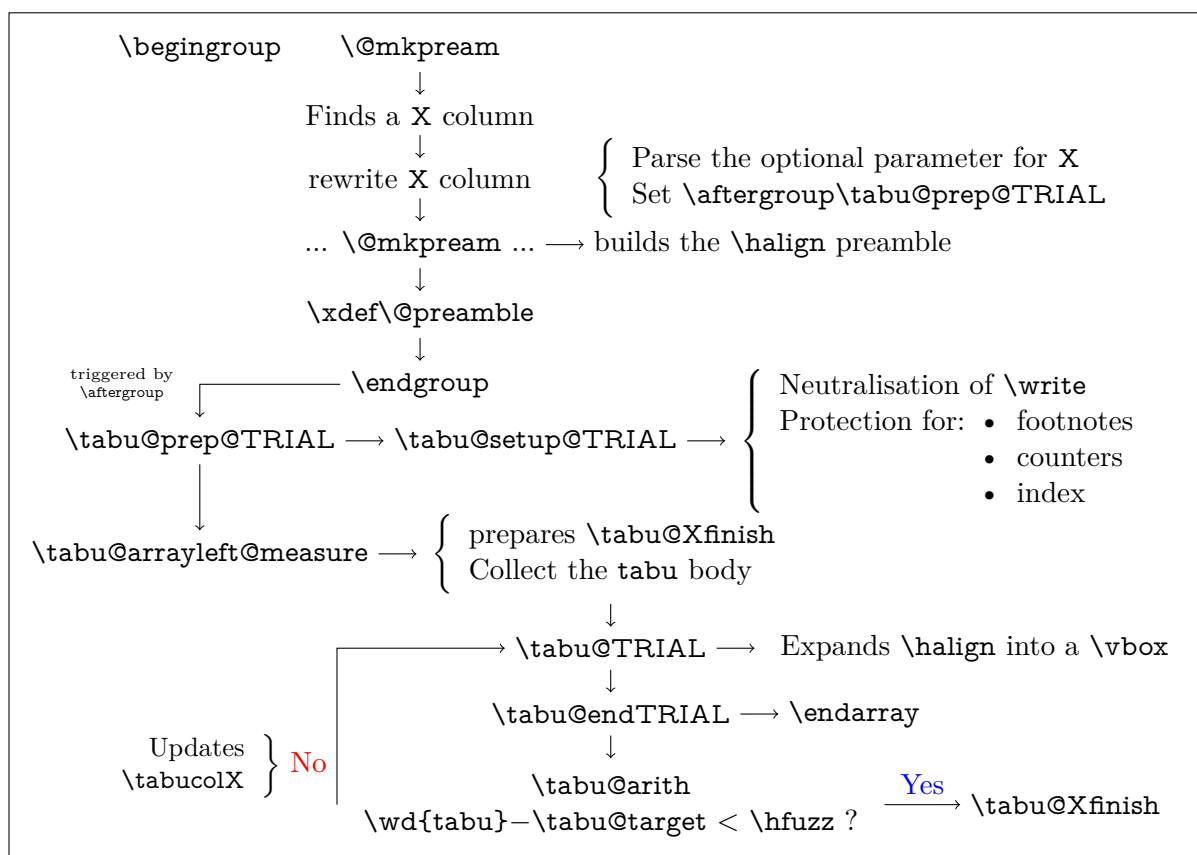 \begingroup \@mkpream
Finds a X column
rewrite X column
Parse the optional parameter for X
Set \aftergroup\tabu@prep@TRIAL
... \@mkpream ... ⟶ builds the \halign preamble
\xdef\@preamble
triggered by
\aftergroup
\endgroup
\tabu@prep@TRIAL ⟶ \tabu@setup@TRIAL ⟶
Neutralisation of \write
Protection for: • footnotes
• counters
• index
\tabu@arrayleft@measure ⟶
prepares \tabu@Xfinish
Collect the tabu body
\tabu@TRIAL ⟶ Expands \halign into a \vbox
\tabu@endTRIAL ⟶ \endarray
Updates
\tabucolX
No
\tabu@arith
\wd{tabu}−\tabu@target < \hfuzz ?
Yes
\tabu@Xfinish